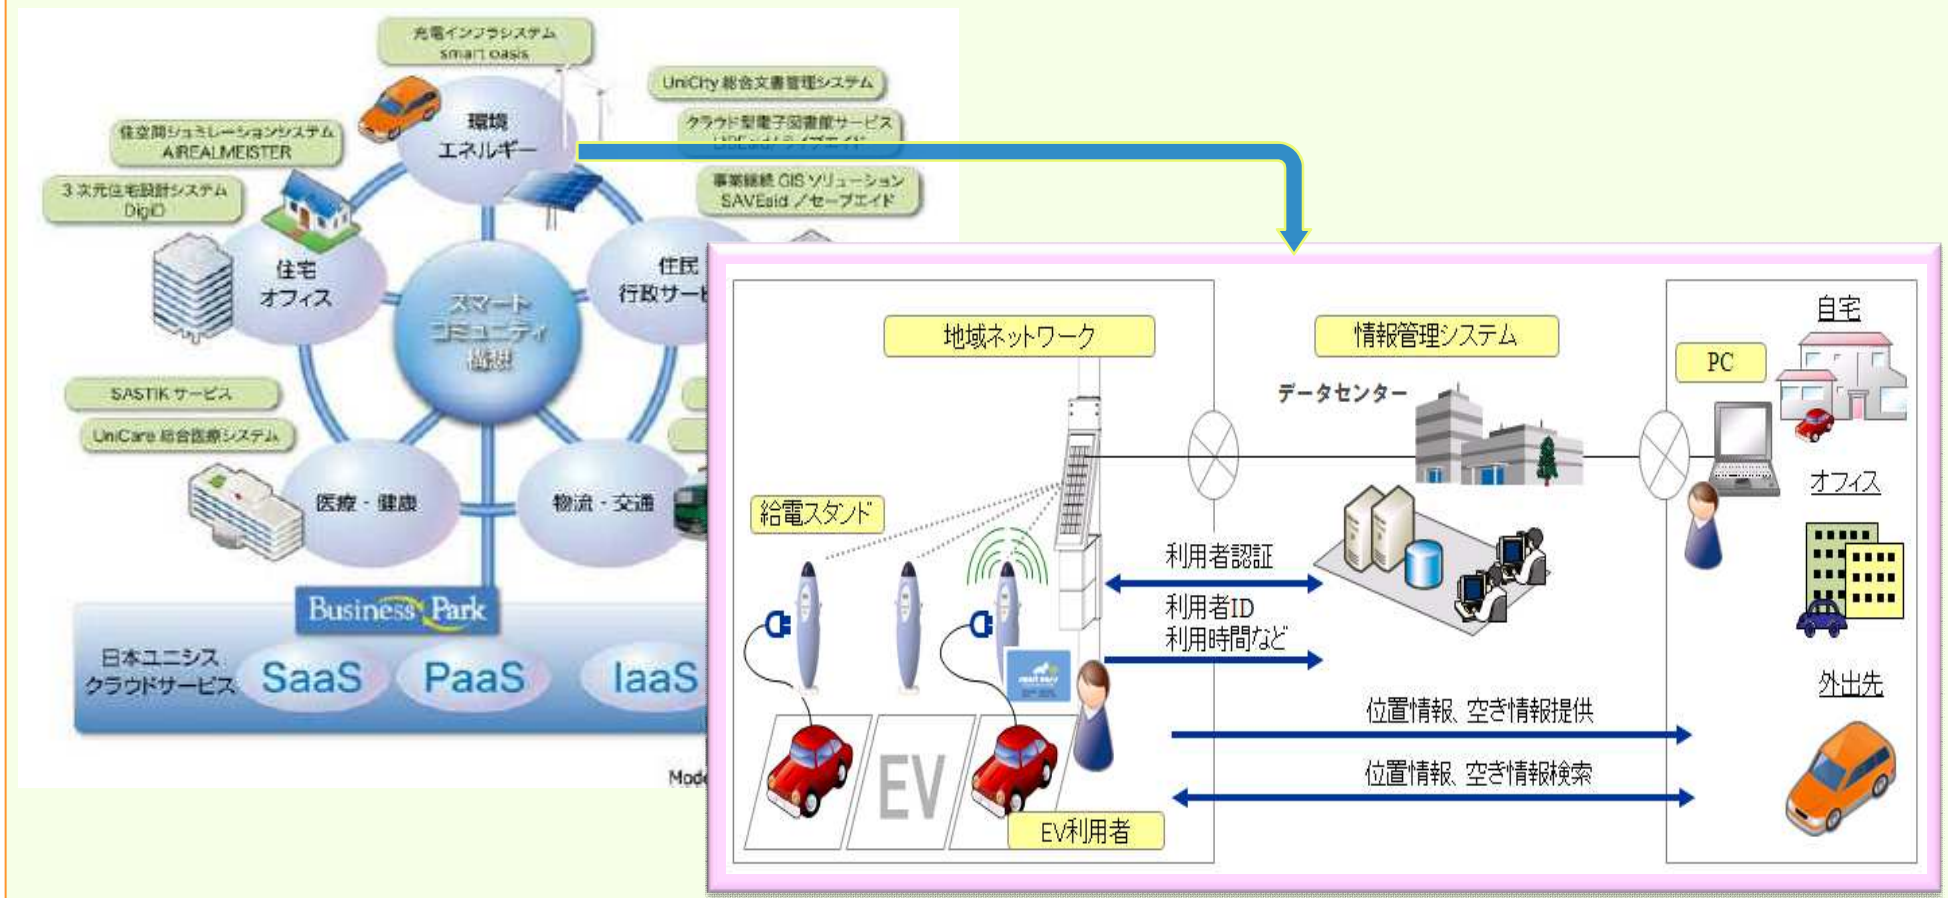 充電インフラシステム
smart oasis
UniCity 総合文書管理システム
クラウド型電子図書館サービス
住空間シュミレーションシステム
AIREALMEISTER
事業継続 GIS ソリューション
SAVEaid ／セーブエイド
3 次元住宅設計システム
DigiD
環境
エネルギー
住宅
オフィス
住民
行政サービ
スマート
コミュニティ
構想
SASTIK サービス
UniCare 総合医療システム
医療・健康
物流・交通
Business Park
日本ユニシス
クラウドサービス
SaaS
PaaS
IaaS
Mode
地域ネットワーク
情報管理システム
データセンター
PC
自宅
オフィス
外出先
給電スタンド
利用者認証
利用者ID
利用時間など
位置情報、空き情報提供
位置情報、空き情報検索
EV
EV利用者